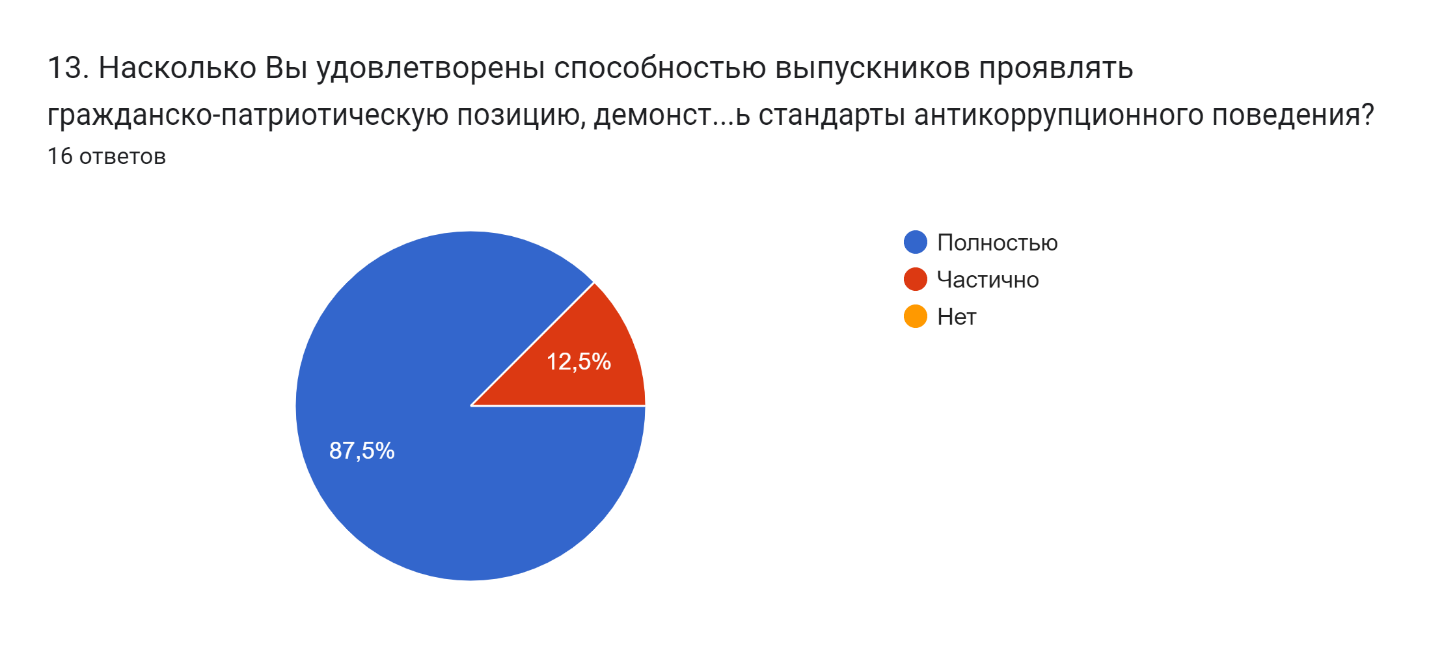 13. Насколько Вы удовлетворены способностью выпускников проявлять
гражданско-патриотическую позицию, демонст...ь стандарты антикоррупционного поведения?
16 ответов
Полностью
Частично
Нет
12,5%
87,5%